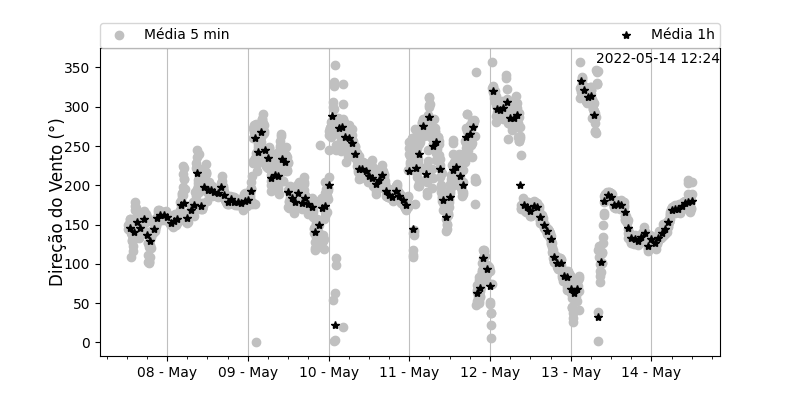 Média 5 min
Média 1h
2022-05-14 12:24
Direção do Vento (°)
350
300
250
200
150
100
50
0
08 - May
09 - May
10 - May
11 - May
12 - May
13 - May
14 - May